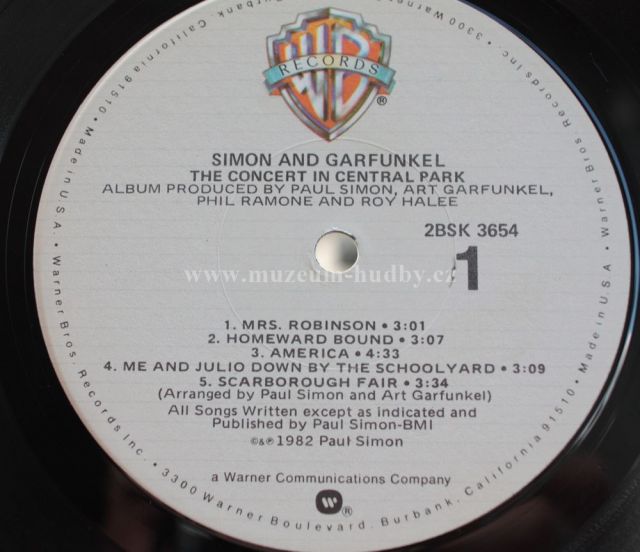 WB
RECORDS
®
SIMON AND GARFUNKEL
THE CONCERT IN CENTRAL PARK
ALBUM PRODUCED BY PAUL SIMON, ART GARFUNKEL,
PHIL RAMONE AND ROY HALEE
2BSK 3654
1
www.muzeum-hudby.cz
1. MRS. ROBINSON • 3:01
2. HOMEWARD BOUND • 3:07
3. AMERICA • 4:33
4. ME AND JULIO DOWN BY THE SCHOOLYARD • 3:09
5. SCARBOROUGH FAIR • 3:34
(Arranged by Paul Simon and Art Garfunkel)
All Songs Written except as indicated and
Published by Paul Simon-BMI
©&℗ 1982 Paul Simon
a Warner Communications Company
W®
Burbank, California 91510 • Made in U.S.A. • Warner Bros. Records Inc. • 3300 Warner Boulevard, Burbank, California 91510 • Made in U.S.A. • Warner Bros. Records Inc. • 3300 Warner